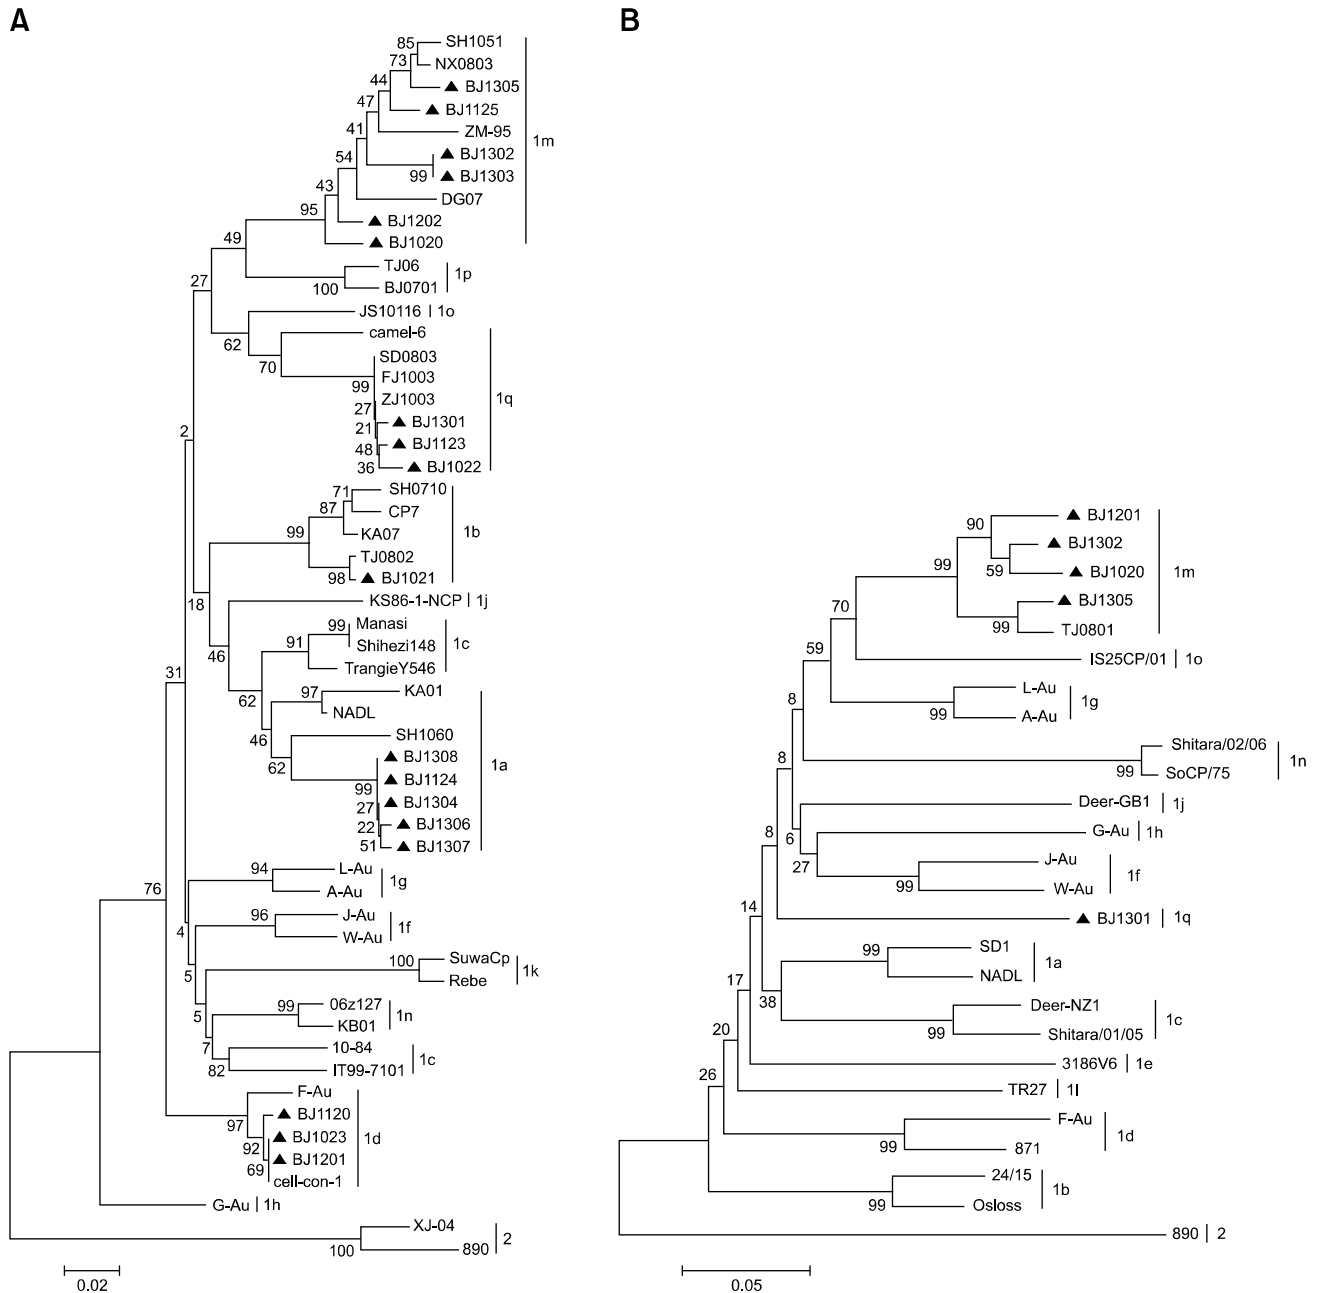 A
85
SH1051
73
NX0803
44
▲ BJ1305
47
▲ BJ1125
41
ZM-95
1m
54
▲ BJ1302
99
▲ BJ1303
43
DG07
95
▲ BJ1202
49
▲ BJ1020
TJ06
1p
100
BJ0701
27
JS10116 | 1o
62
camel-6
70
SD0803
99
FJ1003
ZJ1003
1q
27
▲ BJ1301
21
▲ BJ1123
48
36
▲ BJ1022
2
71
SH0710
87
CP7
99
KA07
1b
TJ0802
98
▲ BJ1021
18
KS86-1-NCP | 1j
99
Manasi
91
Shihezi148
1c
46
TrangieY546
62
97
KA01
NADL
46
SH1060
62
▲ BJ1308
1a
99
▲ BJ1124
27
▲ BJ1304
22
▲ BJ1306
51
▲ BJ1307
31
94
L-Au
1g
A-Au
76
4
96
J-Au
1f
W-Au
5
100
SuwaCp
1k
Rebe
5
99
06z127
1n
KB01
7
10-84
1c
82
IT99-7101
F-Au
97
▲ BJ1120
92
▲ BJ1023
1d
69
▲ BJ1201
cell-con-1
G-Au | 1h
XJ-04
2
100
890
0.02
B
90
▲ BJ1201
▲ BJ1302
99
59
▲ BJ1020
1m
70
▲ BJ1305
99
TJ0801
59
IS25CP/01 | 1o
L-Au
1g
99
A-Au
8
Shitara/02/06
1n
99
SoCP/75
8
Deer-GB1 | 1j
6
G-Au | 1h
27
J-Au
1f
99
W-Au
8
▲ BJ1301 | 1q
14
99
SD1
1a
NADL
38
Deer-NZ1
1c
99
Shitara/01/05
17
3186V6 | 1e
20
TR27 | 1l
26
F-Au
1d
99
871
24/15
1b
99
Osloss
890 | 2
0.05